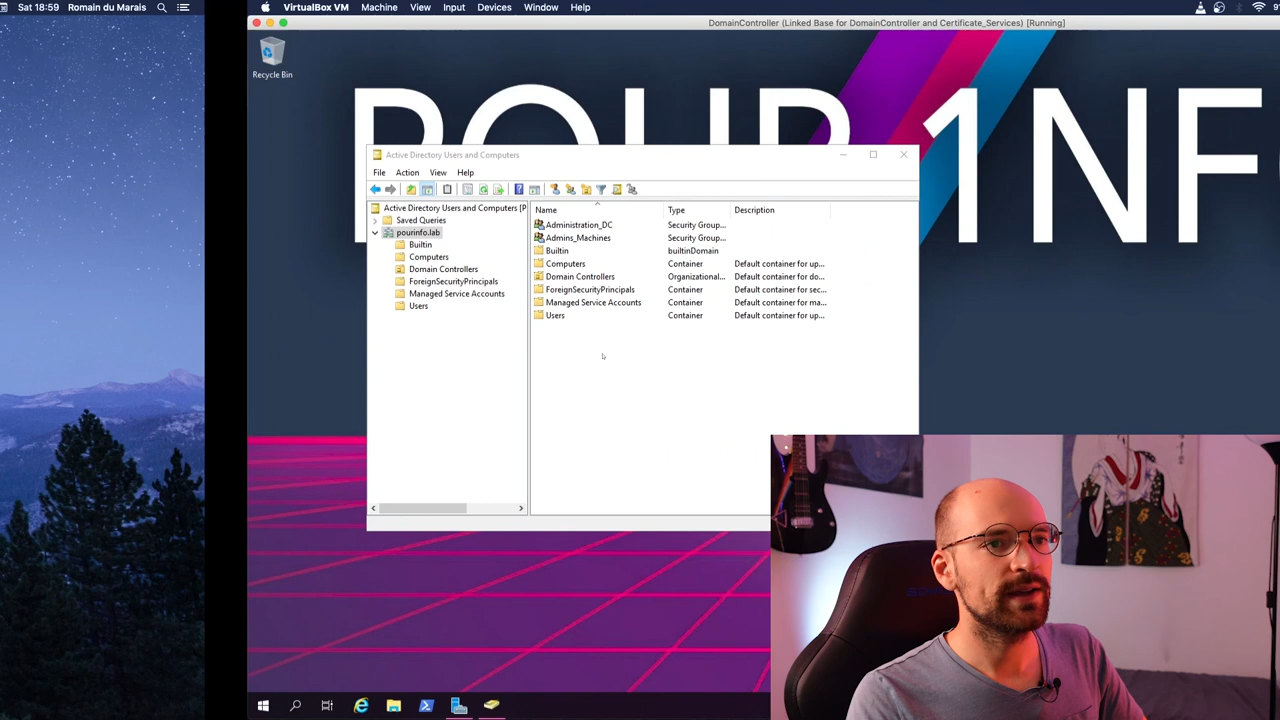 Sat 18:59 Romain du Marais
VirtualBox VM Machine View Input Devices Window Help
DomainController (Linked Base for DomainController and Certificate_Services) [Running]
Recycle Bin
POUR 1NF
Active Directory Users and Computers
File Action View Help
Active Directory Users and Computers [P
Saved Queries
pourinfo.lab
Builtin
Computers
Domain Controllers
ForeignSecurityPrincipals
Managed Service Accounts
Users
Name Type Description
Administration_DC Security Group...
Admins_Machines Security Group...
Builtin builtinDomain
Computers Container Default container for up...
Domain Controllers Organizational... Default container for do...
ForeignSecurityPrincipals Container Default container for sec...
Managed Service Accounts Container Default container for ma...
Users Container Default container for up...